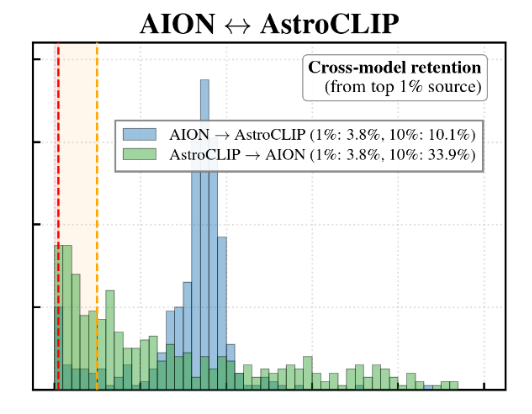 AION ↔ AstroCLIP
Cross-model retention
(from top 1% source)
AION → AstroCLIP (1%: 3.8%, 10%: 10.1%)
AstroCLIP → AION (1%: 3.8%, 10%: 33.9%)